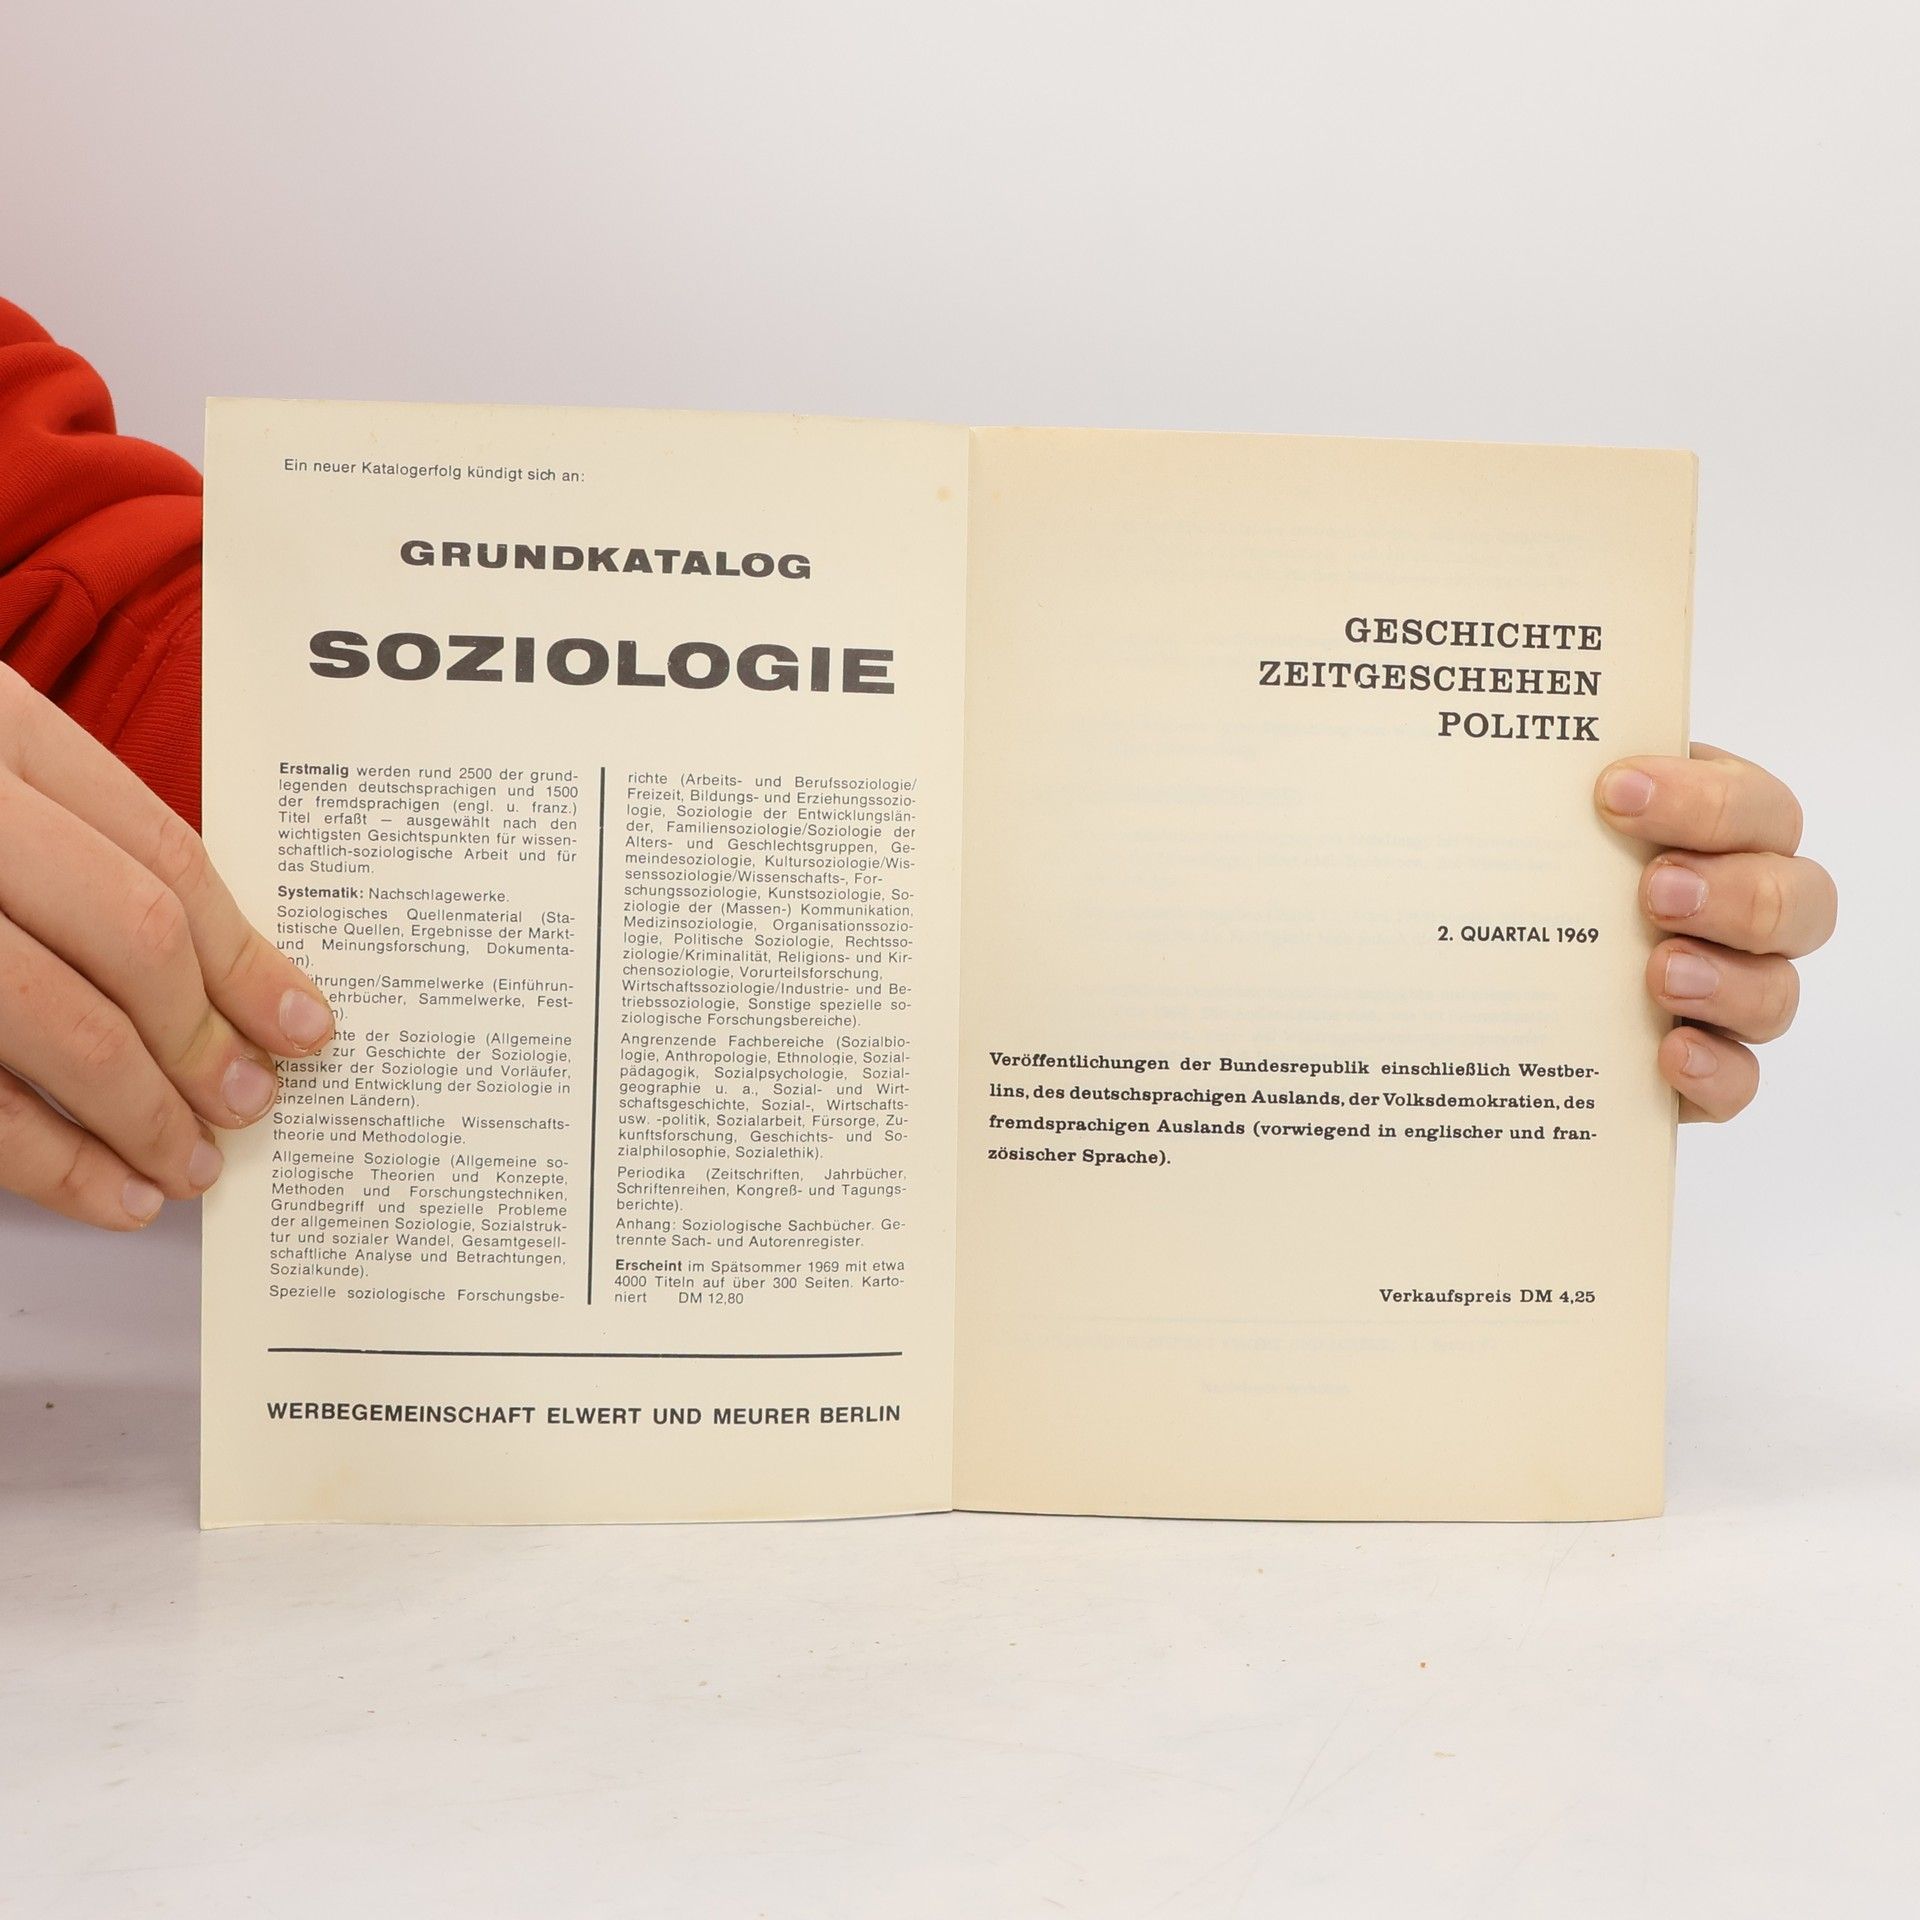 Ein neuer Katalogerfolg kündigt sich an:
GRUNDKATALOG
SOZIOLOGIE
Erstmalig werden rund 2500 der grund-
legenden deutschsprachigen und 1500
der fremdsprachigen (engl. u. franz.)
Titel erfaßt — ausgewählt nach den
wichtigsten Gesichtspunkten für wissen-
schaftlich-soziologische Arbeit und für
das Studium.
Systematik: Nachschlagewerke.
Soziologisches Quellenmaterial (Sta-
tistische Quellen, Ergebnisse der Markt-
und Meinungsforschung, Dokumenta-
on).
ührungen/Sammelwerke (Einführun-
ehrbücher, Sammelwerke, Fest-
n).
hte der Soziologie (Allgemeine
zur Geschichte der Soziologie,
Klassiker der Soziologie und Vorläufer,
Stand und Entwicklung der Soziologie in
einzelnen Ländern).
Sozialwissenschaftliche Wissenschafts-
theorie und Methodologie.
Allgemeine Soziologie (Allgemeine so-
ziologische Theorien und Konzepte,
Methoden und Forschungstechniken,
Grundbegriff und spezielle Probleme
der allgemeinen Soziologie, Sozialstruk-
tur und sozialer Wandel, Gesamtgesell-
schaftliche Analyse und Betrachtungen,
Sozialkunde).
Spezielle soziologische Forschungsbe-
richte (Arbeits- und Berufssoziologie/
Freizeit, Bildungs- und Erziehungssozio-
logie, Soziologie der Entwicklungslän-
der, Familiensoziologie/Soziologie der
Alters- und Geschlechtsgruppen, Ge-
meindesoziologie, Kultursoziologie/Wis-
senssoziologie/Wissenschafts-, For-
schungssoziologie, Kunstsoziologie, So-
ziologie der (Massen-) Kommunikation,
Medizinsoziologie, Organisationssozio-
logie, Politische Soziologie, Rechtsso-
ziologie/Kriminalität, Religions- und Kir-
chensoziologie, Vorurteilsforschung,
Wirtschaftssoziologie/Industrie- und Be-
triebssoziologie, Sonstige spezielle so-
ziologische Forschungsbereiche).
Angrenzende Fachbereiche (Sozialbio-
logie, Anthropologie, Ethnologie, Sozial-
pädagogik, Sozialpsychologie, Sozial-
geographie u. a., Sozial- und Wirt-
schaftsgeschichte, Sozial-, Wirtschafts-
usw. -politik, Sozialarbeit, Fürsorge, Zu-
kunftsforschung, Geschichts- und So-
zialphilosophie, Sozialethik).
Periodika (Zeitschriften, Jahrbücher,
Schriftenreihen, Kongreß- und Tagungs-
berichte).
Anhang: Soziologische Sachbücher. Ge-
trennte Sach- und Autorenregister.
Erscheint im Spätsommer 1969 mit etwa
4000 Titeln auf über 300 Seiten. Karto-
niert DM 12,80
WERBEGEMEINSCHAFT ELWERT UND MEURER BERLIN
GESCHICHTE
ZEITGESCHEHEN
POLITIK
2. QUARTAL 1969
Veröffentlichungen der Bundesrepublik einschließlich Westber-
lins, des deutschsprachigen Auslands, der Volksdemokratien, des
fremdsprachigen Auslands (vorwiegend in englischer und fran-
zösischer Sprache).
Verkaufspreis DM 4,25